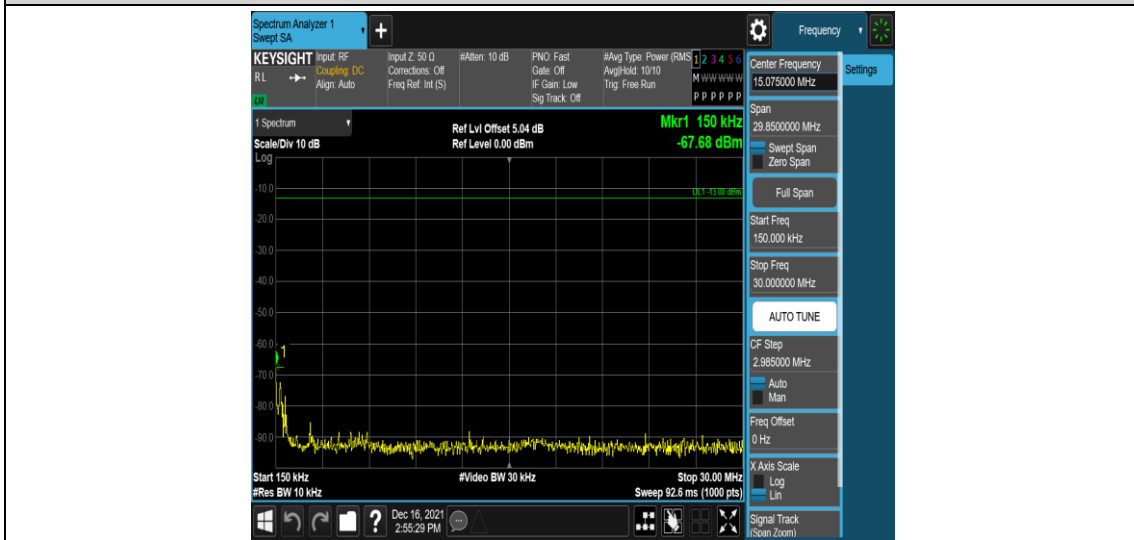 Spectrum Analyzer 1
Swept SA
+
Frequency
KEYSIGHT
RL
LXI
Input: RF
Coupling: DC
Align: Auto
Input Z: 50 Ω
Corrections: Off
Freq Ref: Int (S)
#Atten: 10 dB
PNO: Fast
Gate: Off
IF Gain: Low
Sig Track: Off
#Avg Type: Power (RMS
Avg|Hold: 10/10
Trig: Free Run
1 2 3 4 5 6
M W W W W W
P P P P P P
1 Spectrum
Scale/Div 10 dB
Log
Ref Lvl Offset 5.04 dB
Ref Level 0.00 dBm
Mkr1 150 kHz
-67.68 dBm
DL1 -13.00 dBm
-10.0
-20.0
-30.0
-40.0
-50.0
-60.0
1
-70.0
-80.0
-90.0
Start 150 kHz
#Video BW 30 kHz
Stop 30.00 MHz
#Res BW 10 kHz
Sweep 92.6 ms (1000 pts)
?
Dec 16, 2021
2:55:29 PM
Center Frequency
15.075000 MHz
Settings
Span
29.8500000 MHz
Swept Span
Zero Span
Full Span
Start Freq
150.000 kHz
Stop Freq
30.000000 MHz
AUTO TUNE
CF Step
2.985000 MHz
Auto
Man
Freq Offset
0 Hz
X Axis Scale
Log
Lin
Signal Track
(Span Zoom)